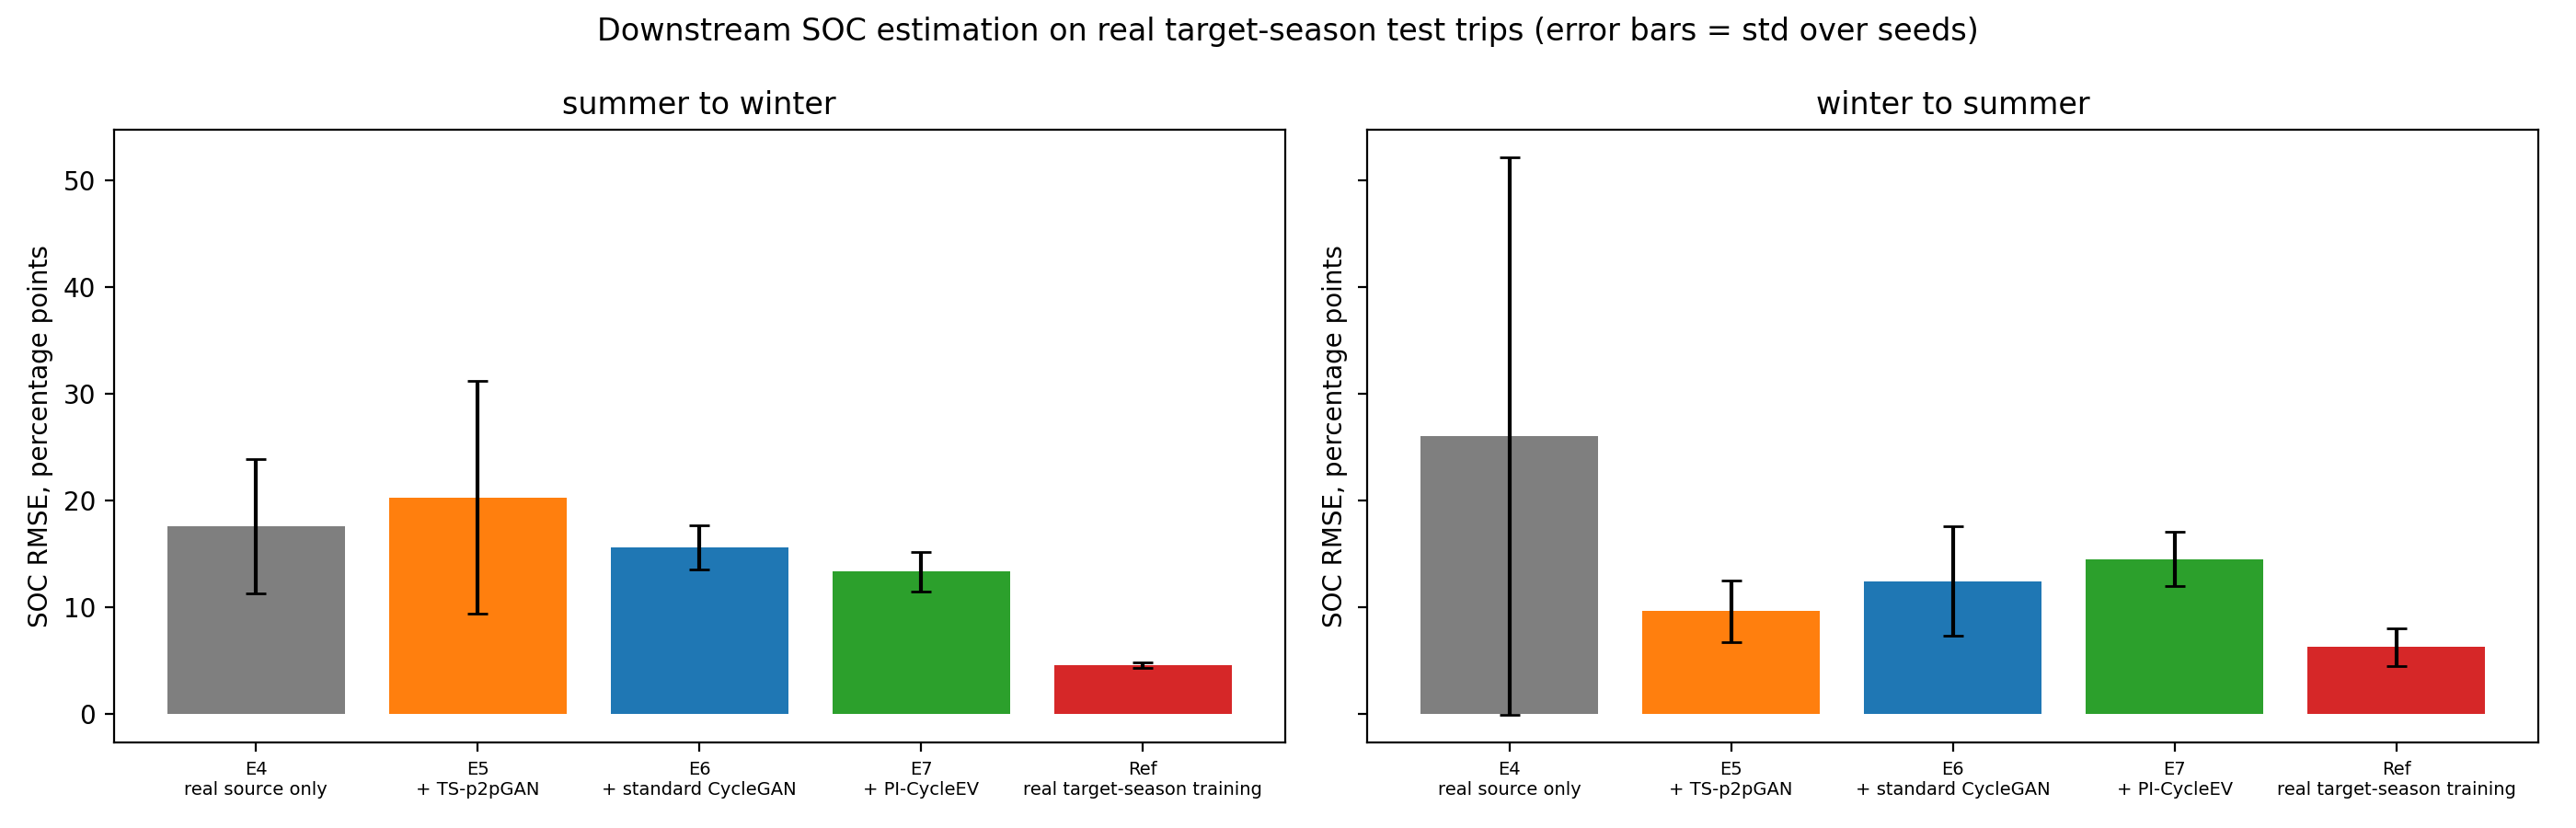 Downstream SOC estimation on real target-season test trips (error bars = std over seeds)
summer to winter
SOC RMSE, percentage points
50
40
30
20
10
0
E4
real source only
E5
+ TS-p2pGAN
E6
+ standard CycleGAN
E7
+ PI-CycleEV
Ref
real target-season training
winter to summer
SOC RMSE, percentage points
E4
real source only
E5
+ TS-p2pGAN
E6
+ standard CycleGAN
E7
+ PI-CycleEV
Ref
real target-season training